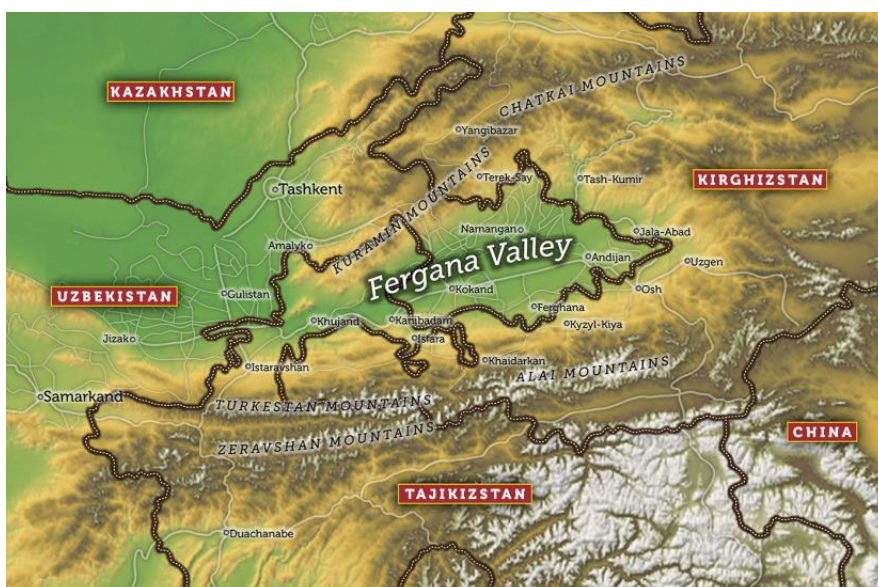 KAZAKHSTAN
CHATKAI MOUNTAINS
Yangibazar
Terek-Say
Tash-Kumir
KIRGHIZSTAN
Tashkent
KURAMIN MOUNTAINS
Amalyko
Namangan
Jala-Abad
Fergana Valley
Andijan
Uzgen
UZBEKISTAN
Gulistan
Kokand
Osh
Ferghana
Khujand
Kanibadam
Kyzyl-Kiya
Jizako
Isfara
Istaravshan
Khaidarkan
ALAI MOUNTAINS
Samarkand
TURKESTAN MOUNTAINS
ZERAVSHAN MOUNTAINS
CHINA
TAJIKIZSTAN
Duachanabe